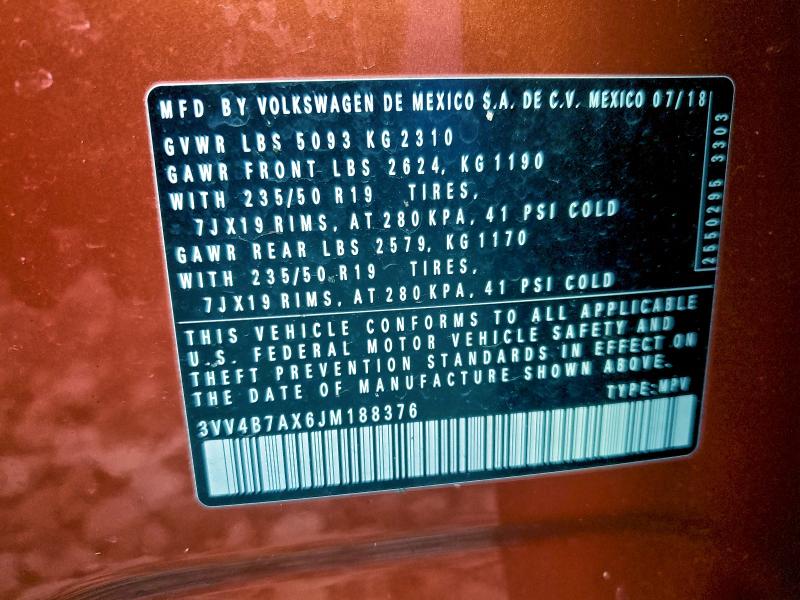 MFD BY VOLKSWAGEN DE MEXICO S.A. DE C.V. MEXICO 07/18
GVWR LBS 5093 KG 2310
GAWR FRONT LBS 2624, KG 1190
WITH 235/50 R19 TIRES,
7JX19 RIMS, AT 280 KPA, 41 PSI COLD
GAWR REAR LBS 2579, KG 1170
WITH 235/50 R19 TIRES,
7JX19 RIMS, AT 280 KPA, 41 PSI COLD
2550295 3303
THIS VEHICLE CONFORMS TO ALL APPLICABLE
U.S. FEDERAL MOTOR VEHICLE SAFETY AND
THEFT PREVENTION STANDARDS IN EFFECT ON
THE DATE OF MANUFACTURE SHOWN ABOVE.
TYPE: MPV
3VV4B7AX6JM188376